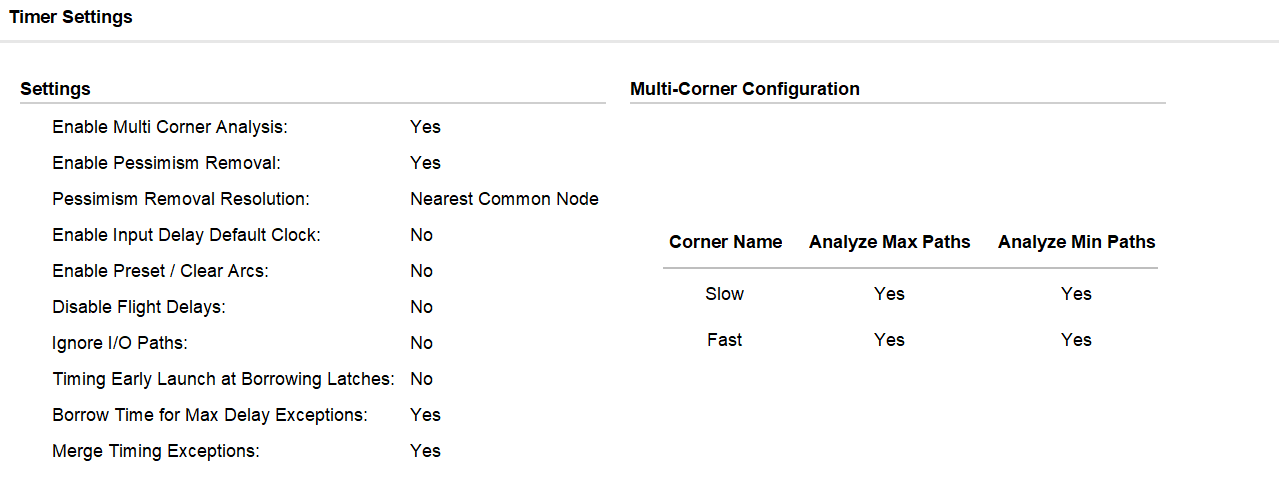 Timer Settings
Settings
Enable Multi Corner Analysis: Yes
Enable Pessimism Removal: Yes
Pessimism Removal Resolution: Nearest Common Node
Enable Input Delay Default Clock: No
Enable Preset / Clear Arcs: No
Disable Flight Delays: No
Ignore I/O Paths: No
Timing Early Launch at Borrowing Latches: No
Borrow Time for Max Delay Exceptions: Yes
Merge Timing Exceptions: Yes
Multi-Corner Configuration
Corner Name Analyze Max Paths Analyze Min Paths
Slow Yes Yes
Fast Yes Yes